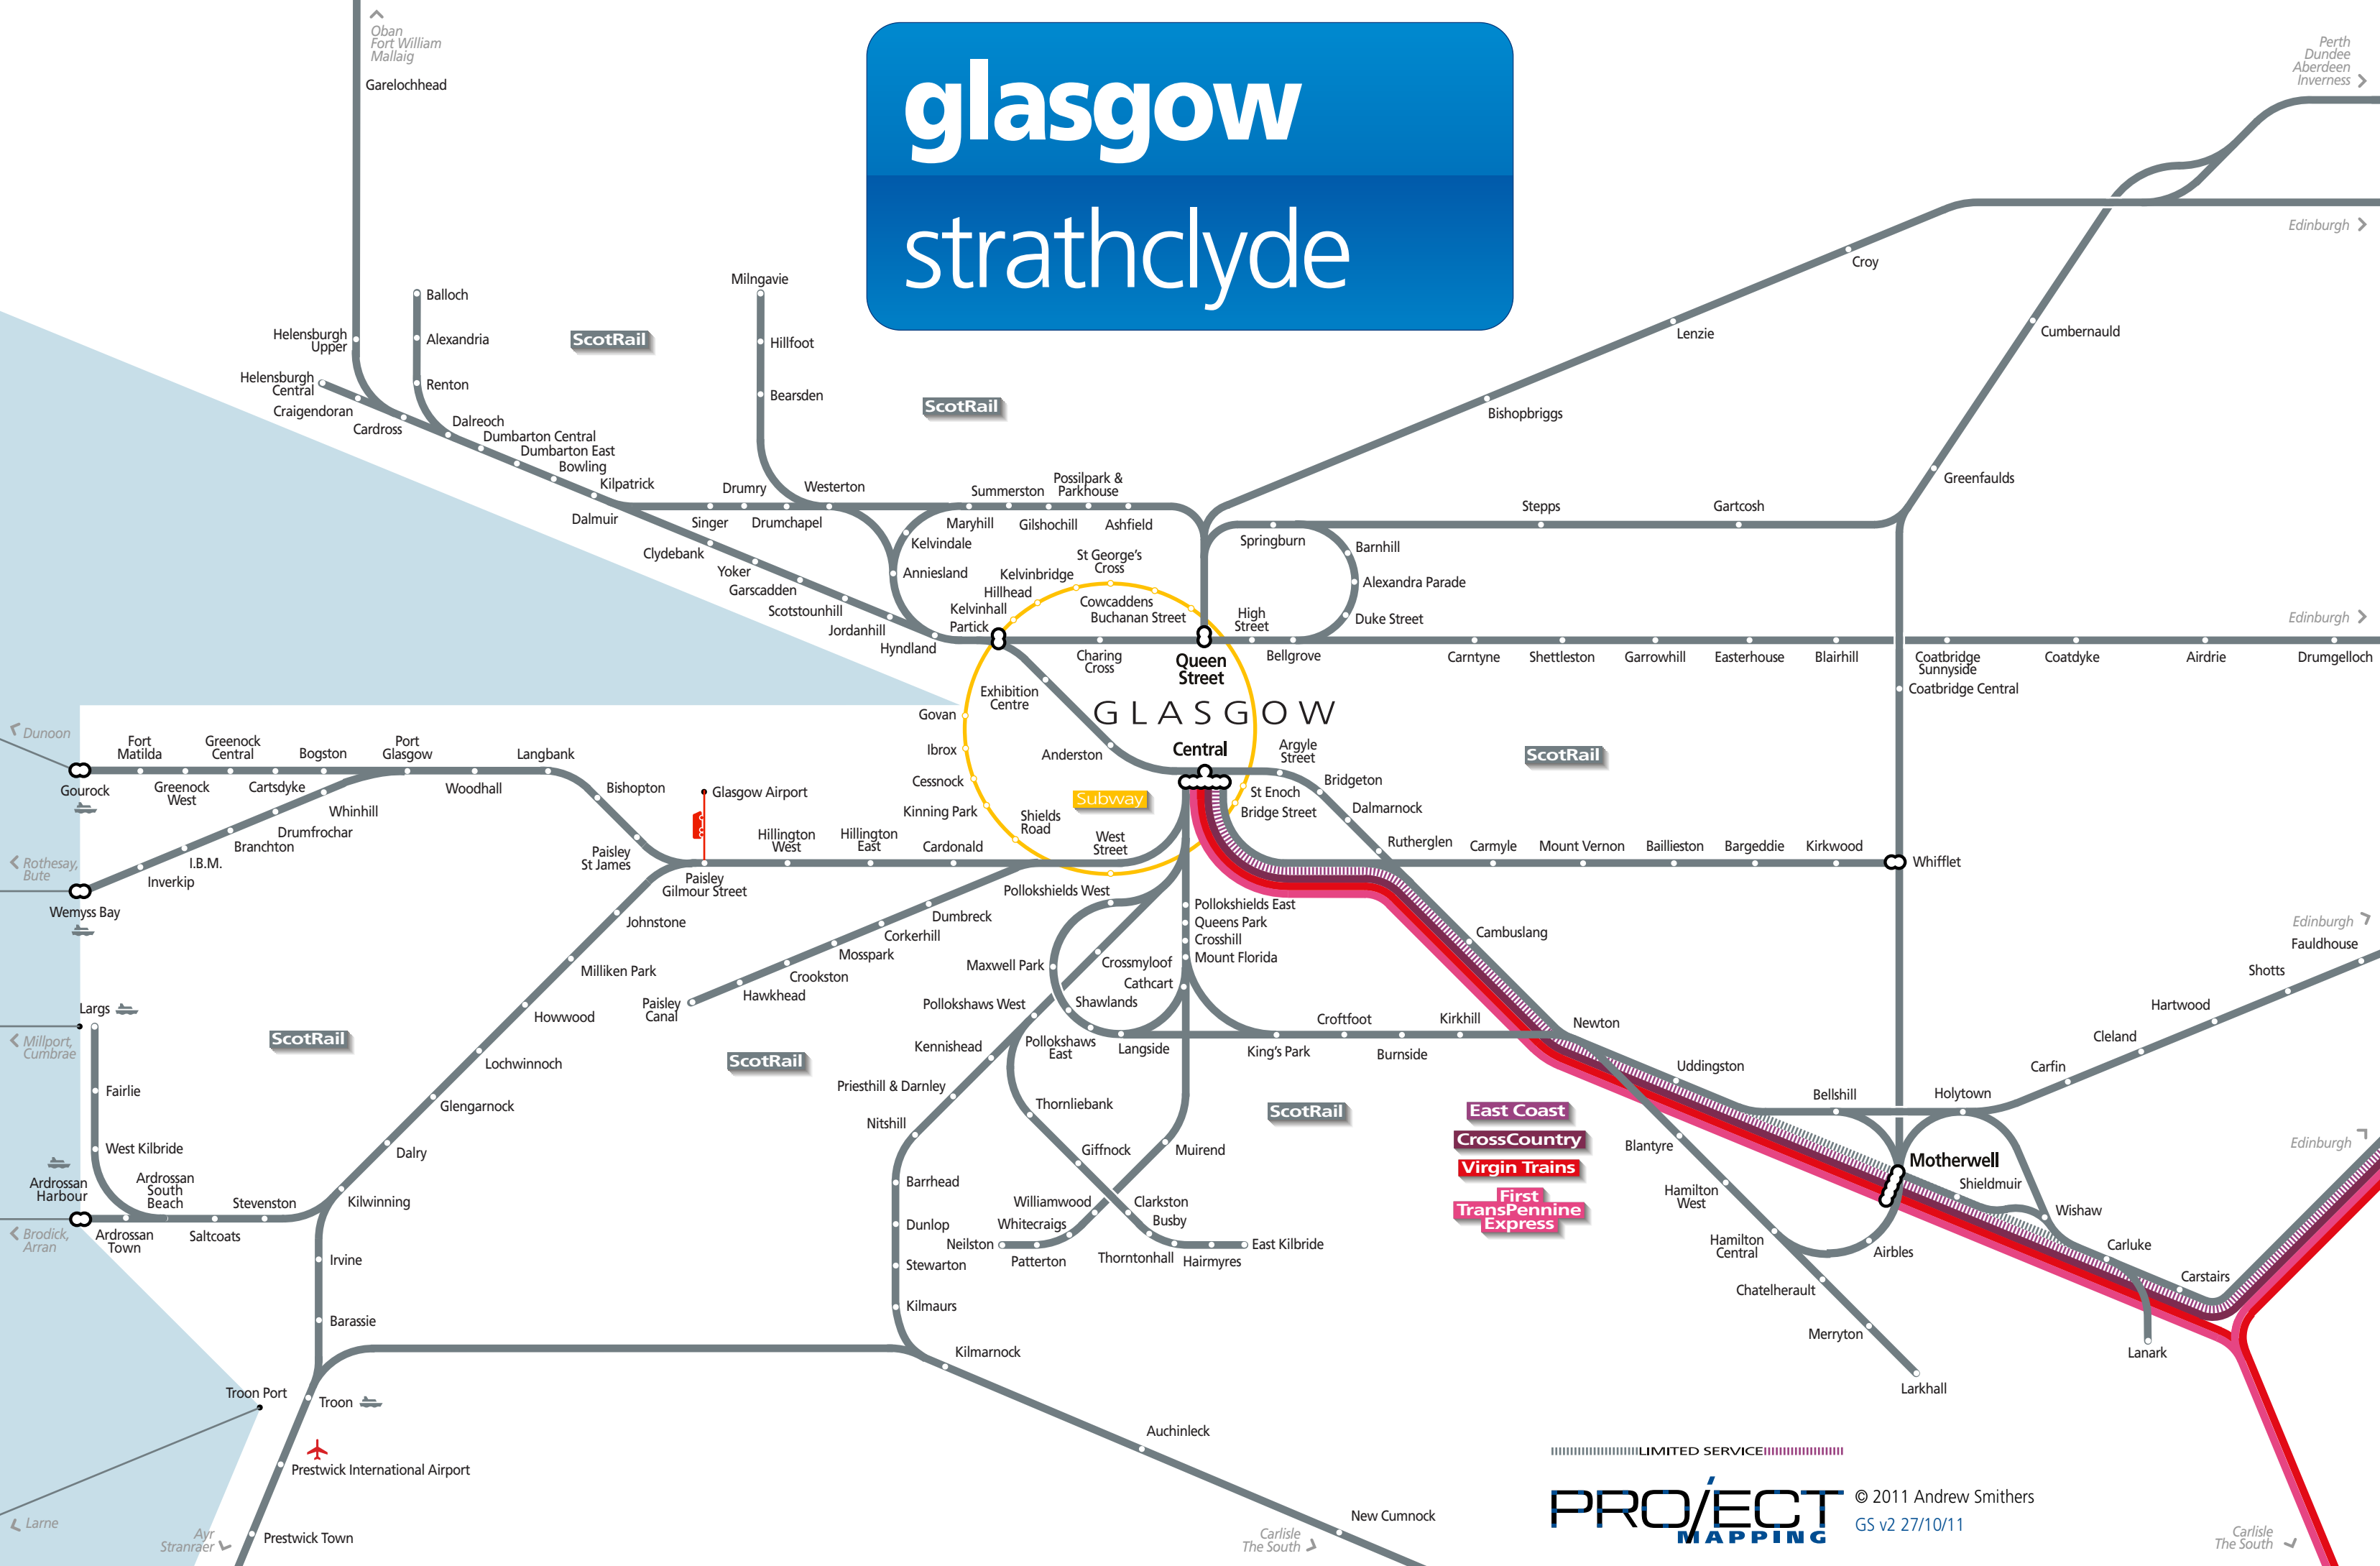 glasgow
strathclyde
Oban
Fort William
Mallaig
Garelochhead
Perth
Dundee
Aberdeen
Inverness
Edinburgh
Croy
Lenzie
Bishopbriggs
Cumbernauld
Greenfaulds
Milngavie
Hillfoot
Bearsden
Balloch
Alexandria
Renton
ScotRail
ScotRail
Helensburgh
Upper
Helensburgh
Central
Craigendoran
Cardross
Dalreoch
Dumbarton Central
Dumbarton East
Bowling
Kilpatrick
Dalmuir
Singer
Drumry
Drumchapel
Westerton
Summerston
Possilpark &
Parkhouse
Maryhill
Gilshochill
Ashfield
Kelvindale
Anniesland
Clydebank
Yoker
Garscadden
Scotstounhill
Jordanhill
Hyndland
Partick
Kelvinhall
Hillhead
Kelvinbridge
St George's
Cross
Cowcaddens
Buchanan Street
Springburn
Barnhill
Alexandra Parade
Duke Street
Stepps
Gartcosh
High
Street
Bellgrove
Charing
Cross
Queen
Street
Carntyne
Shettleston
Garrowhill
Easterhouse
Blairhill
Coatbridge
Sunnyside
Coatbridge Central
Coatdyke
Airdrie
Drumgelloch
Edinburgh
Exhibition
Centre
GLASGOW
Govan
Ibrox
Cessnock
Kinning Park
Shields
Road
West
Street
Subway
Anderston
Central
Argyle
Street
St Enoch
Bridge Street
Bridgeton
Dalmarnock
Rutherglen
ScotRail
Carmyle
Mount Vernon
Baillieston
Bargeddie
Kirkwood
Whifflet
Dunoon
Gourock
Fort
Matilda
Greenock
West
Greenock
Central
Cartsdyke
Bogston
Port
Glasgow
Woodhall
Langbank
Bishopton
Whinhill
Drumfrochar
Branchton
I.B.M.
Inverkip
Rothesay,
Bute
Wemyss Bay
Paisley
St James
Glasgow Airport
Paisley
Gilmour Street
Hillington
West
Hillington
East
Cardonald
Johnstone
Milliken Park
Howwood
Lochwinnoch
Glengarnock
Dalry
Kilwinning
Dumbreck
Corkerhill
Mosspark
Crookston
Hawkhead
Paisley
Canal
Pollokshields West
Maxwell Park
Crossmyloof
Cathcart
Shawlands
Pollokshaws West
Pollokshaws
East
Langside
Pollokshields East
Queens Park
Crosshill
Mount Florida
King's Park
Croftfoot
Burnside
Kirkhill
Newton
Cambuslang
Uddingston
Bellshill
Holytown
Carfin
Cleland
Hartwood
Shotts
Fauldhouse
Edinburgh
Largs
Millport,
Cumbrae
Fairlie
West Kilbride
Ardrossan
Harbour
Ardrossan
South
Beach
Stevenston
Ardrossan
Town
Saltcoats
Brodick,
Arran
ScotRail
ScotRail
ScotRail
Kennishead
Priesthill & Darnley
Nitshill
Barrhead
Dunlop
Stewarton
Kilmaurs
Kilmarnock
Thornliebank
Giffnock
Muirend
Williamwood
Whitecraigs
Neilston
Patterton
Clarkston
Busby
Thorntonhall
Hairmyres
East Kilbride
East Coast
CrossCountry
Virgin Trains
First
TransPennine
Express
Blantyre
Hamilton
West
Hamilton
Central
Chatelherault
Merryton
Larkhall
Airbles
Motherwell
Shieldmuir
Wishaw
Carluke
Carstairs
Lanark
Edinburgh
Irvine
Barassie
Troon
Troon Port
Larne
Prestwick International Airport
Prestwick Town
Ayr
Stranraer
Auchinleck
New Cumnock
Carlisle
The South
LIMITED SERVICE
PROJECT
MAPPING
© 2011 Andrew Smithers
GS v2 27/10/11
Carlisle
The South